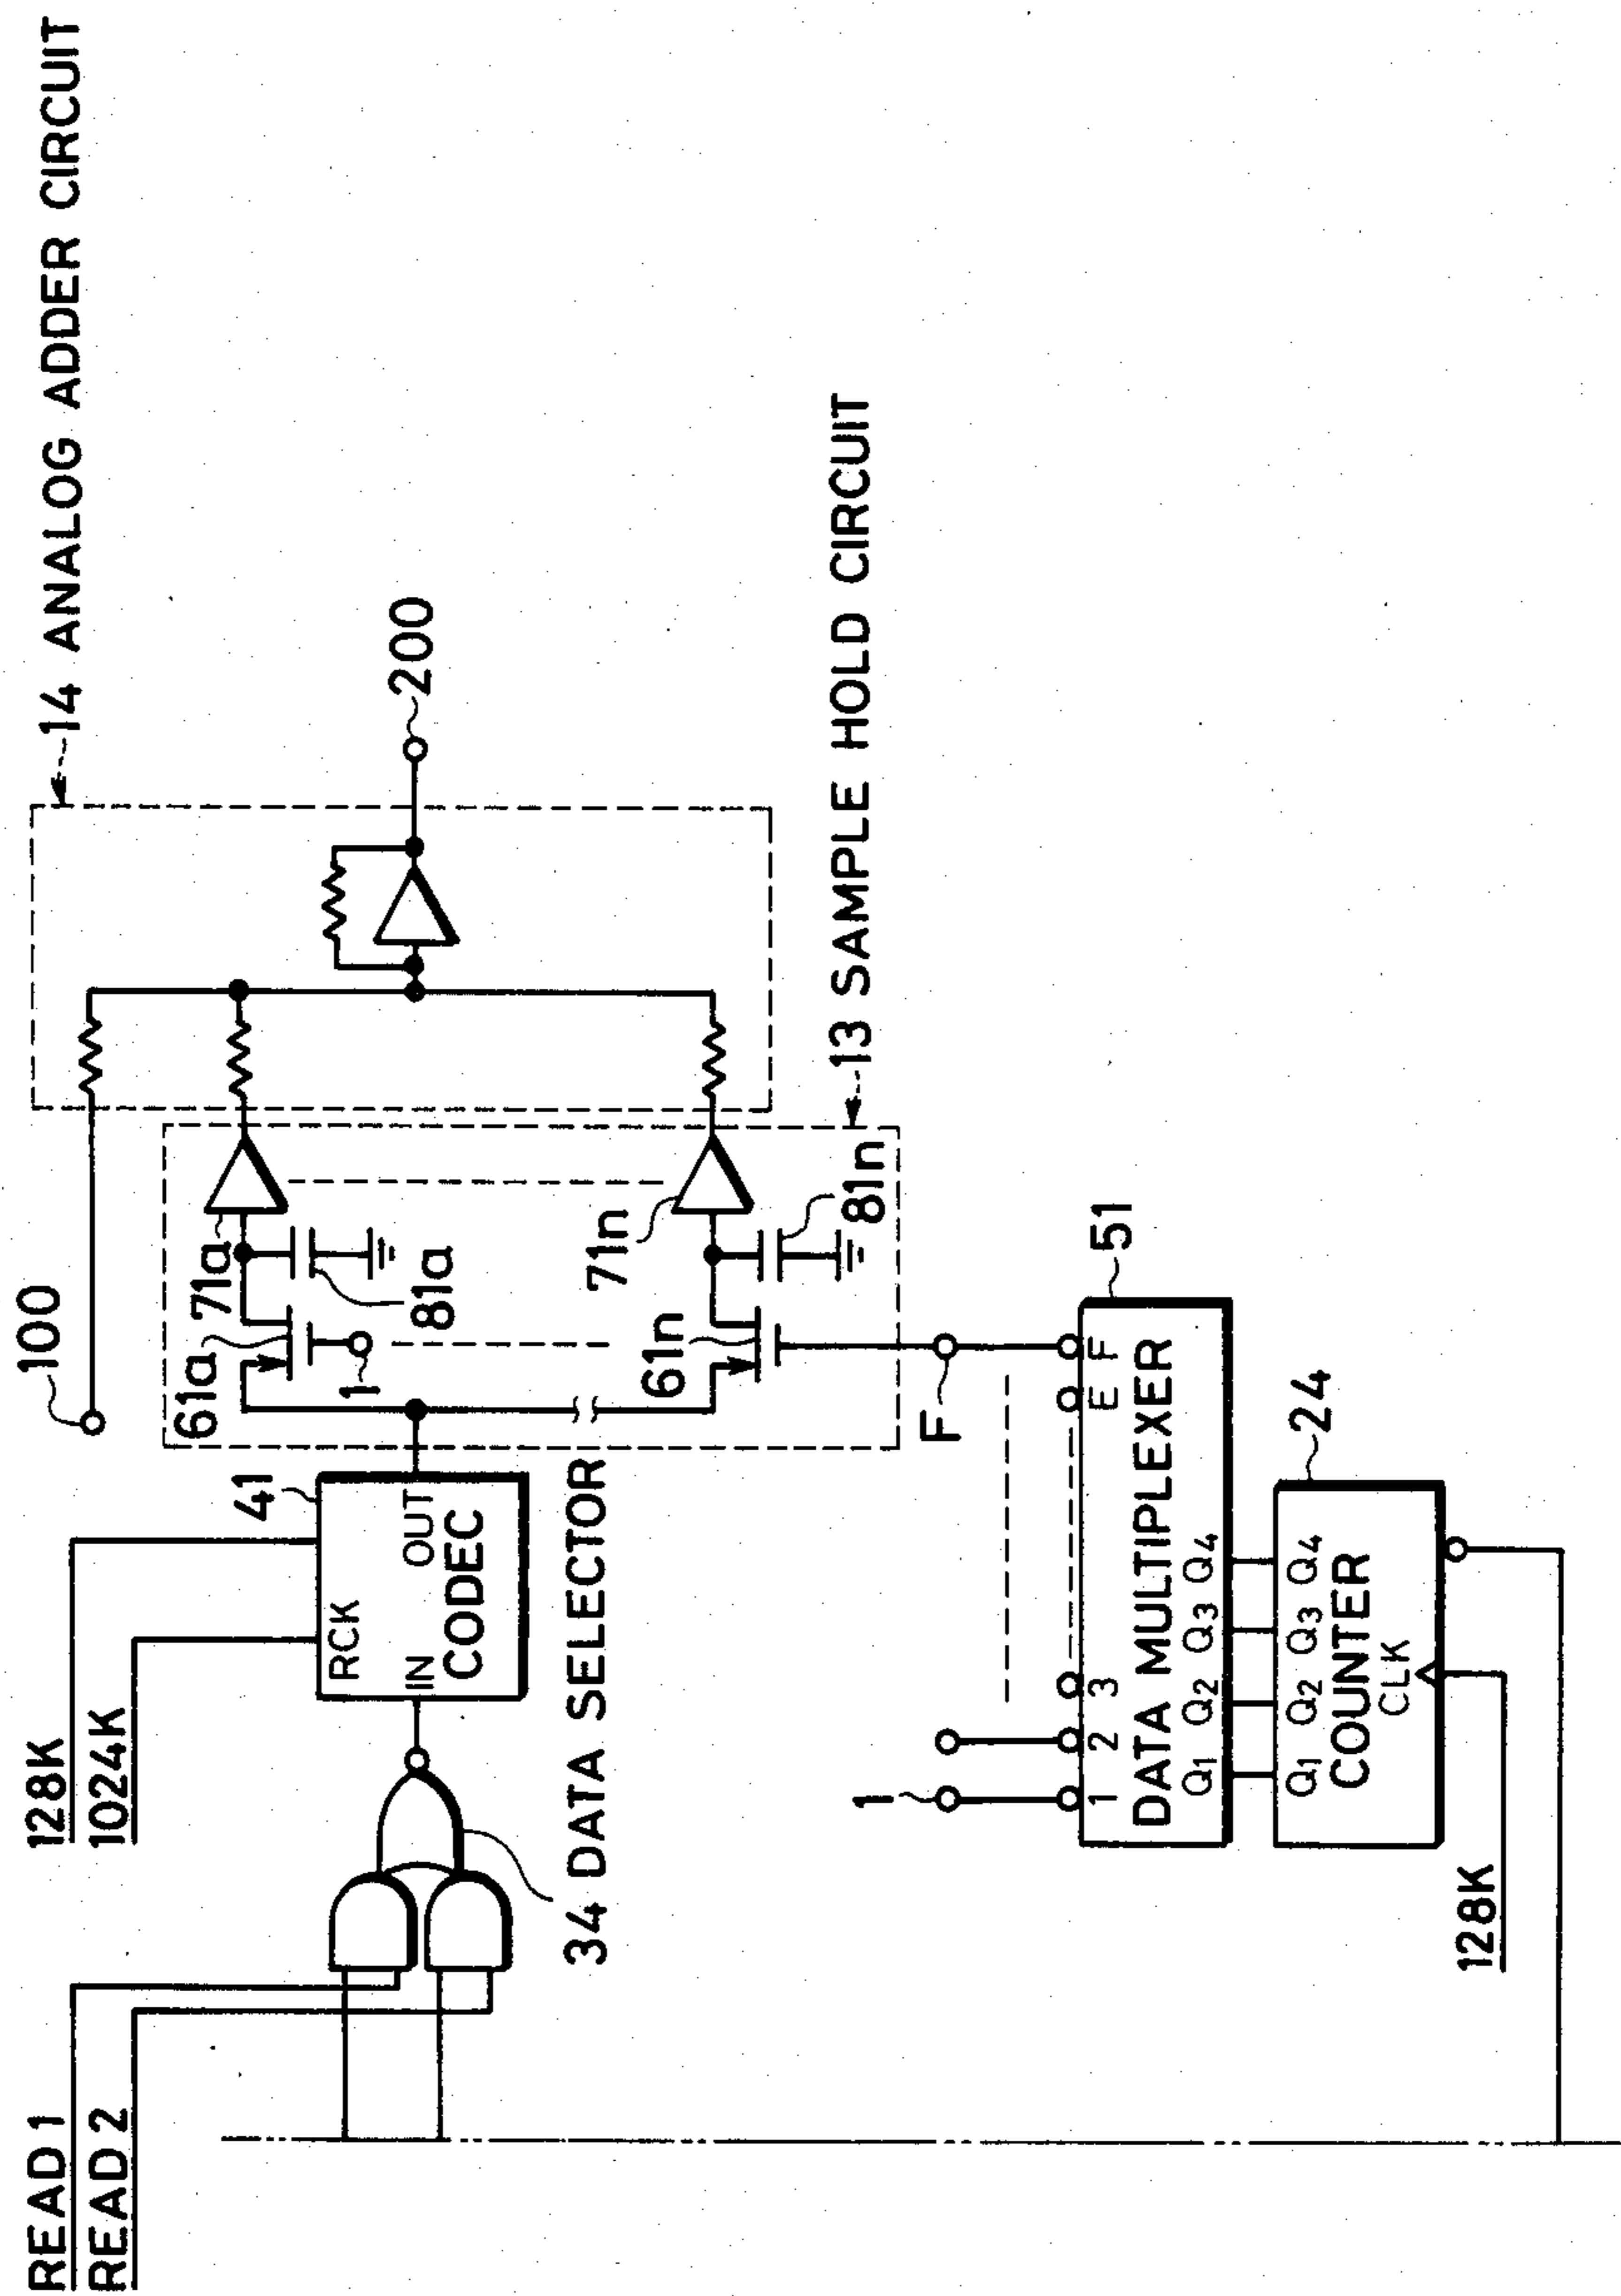 READ 1
READ 2
128K
1024K
100
14 ANALOG ADDER CIRCUIT
41
RCK
IN
OUT
CODEC
61a
71a
81a
1
200
34 DATA SELECTOR
61n
71n
81n
13 SAMPLE HOLD CIRCUIT
1
F
1 2 3 E F
51
DATA MULTIPLEXER
Q1 Q2 Q3 Q4
24
Q1 Q2 Q3 Q4
COUNTER
CLK
128K